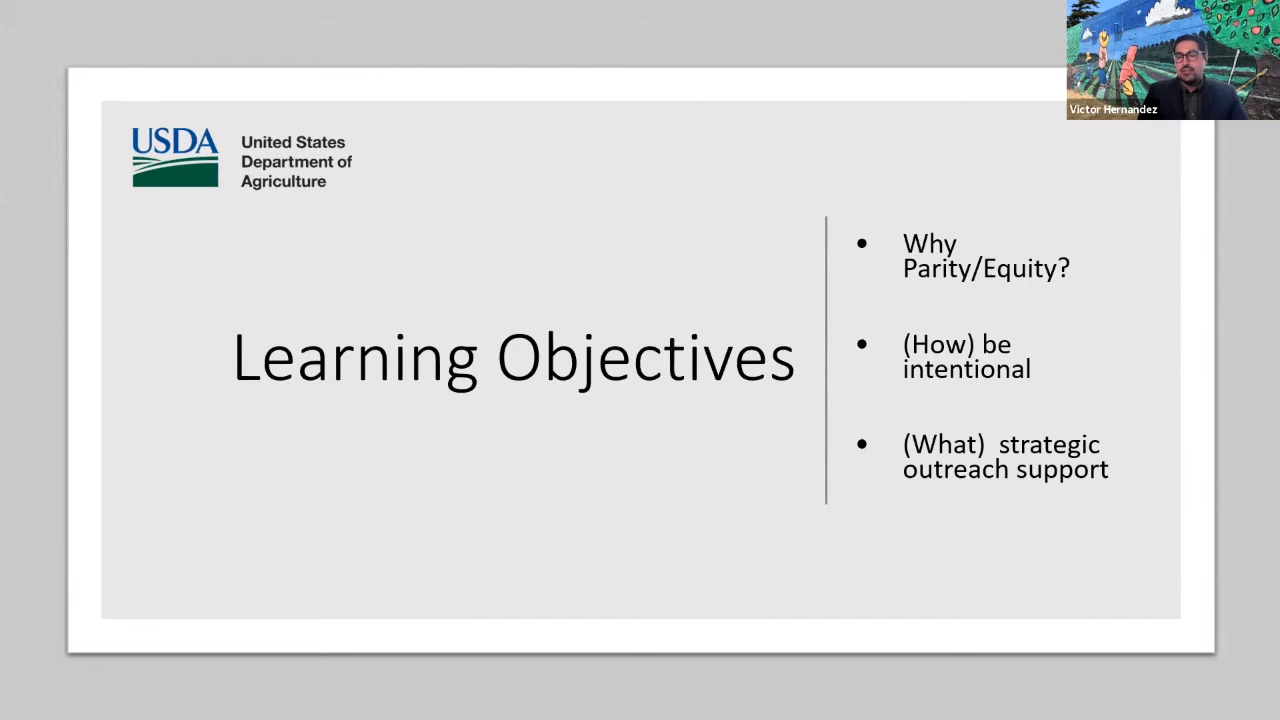 Victor Hernandez
USDA
United States
Department of
Agriculture
Learning Objectives
• Why
Parity/Equity?
• (How) be
intentional
• (What) strategic
outreach support